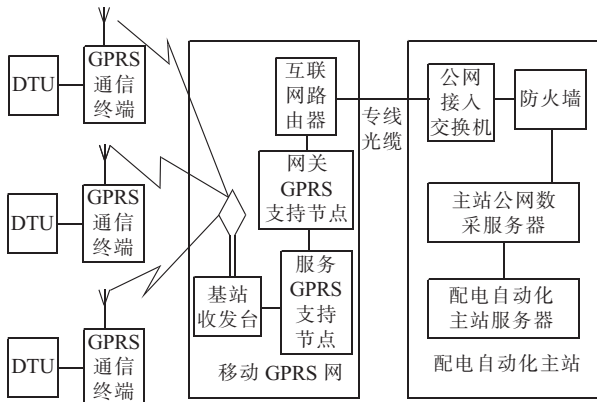 DTU
GPRS
通信
终端
DTU
GPRS
通信
终端
DTU
GPRS
通信
终端
互联
网路
由器
网关
GPRS
支持节点
服务
GPRS
支持
节点
基站
收发台
移动 GPRS 网
专线
光缆
公网
接入
交换机
防火墙
主站公网数
采服务器
配电自动化
主站服务器
配电自动化主站